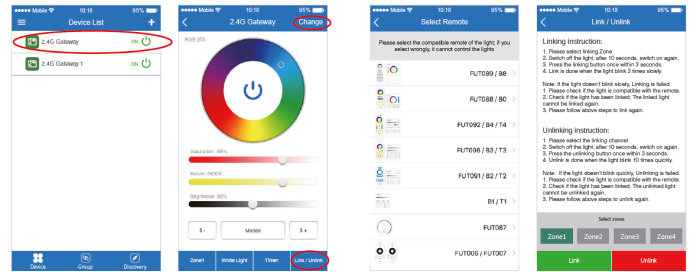 Mobile 10:18 95%
Device List +
2.4G Gateway ON
2.4G Gateway 1 ON
Device Group Discovery
Mobile 10:18 95%
2.4G Gateway Change
RGB:255
Saturation: 88%
Brightness: 88%
S - Modes S +
Zone1 White Light Timer Link / Unlink
Mobile 10:18 95%
Select Remote
Please select the compatible remote of the light, if you
select wrongly, it cannot control the lights
FUT089 / B8
FUT088 / B0
FUT092 / B4 / T4
FUT096 / B3 / T3
FUT091 / B2 / T2
B1 / T1
FUT087
FUT006 / FUT007
Mobile 10:18 95%
Link /
Unlink
Linking instruction:
1. Please select linking Zone
2. Switch off the light, after 10 seconds, switch on again.
3. Press the linking button once within 3 seconds.
4. Link is done when the light blink 3 times slowly.
Note: If the light doesn't blink slowly, Linking is failed.
1. Please check if the light is compatible with the remote.
2. Check if the light has been linked; The linked light
cannot be linked again.
3. Please follow above steps to link again.
Unlinking instruction:
1. Please select the linking channel
2. Switch off the light, after 10 seconds, switch on again.
3. Press the unlinking button once within 3 seconds.
4. Unlink is done when the light blink 10 times quickly.
Note: If the light doesn't blink quickly, Unlinking is failed.
1. Please check if the light is compatible with the remote.
2. Check if the light has been linked; The unlinked light
cannot be unlinked again.
3. Please follow above steps to unlink again.
Select zones
Zone1 Zone2 Zone3 Zone4
Link Unlink